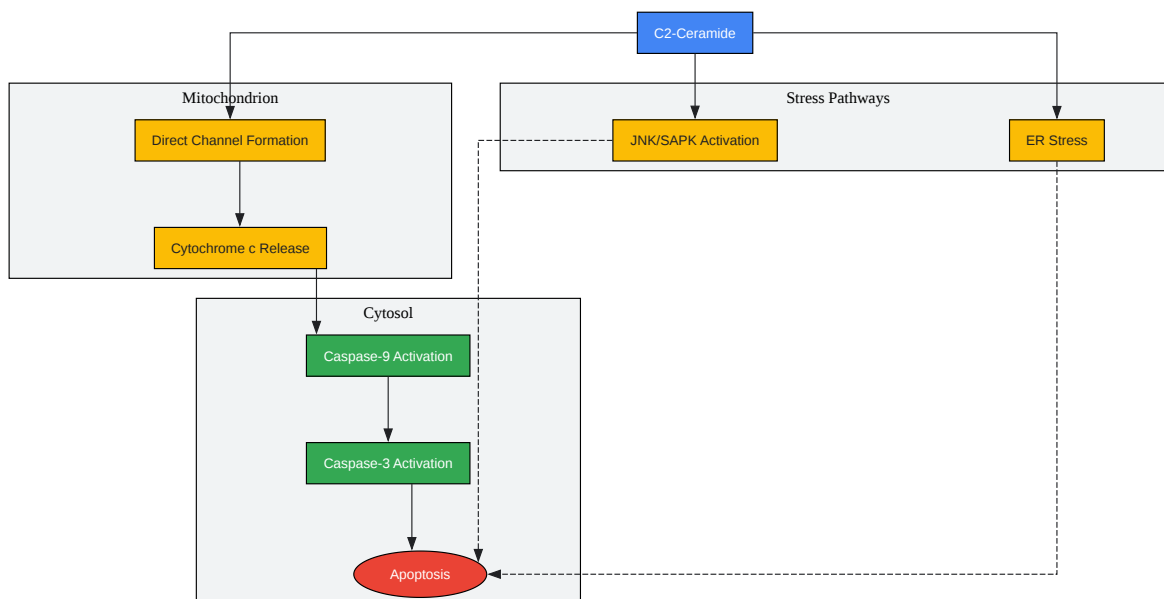 C2-Ceramide
Mitochondrion
Stress Pathways
Direct Channel Formation
JNK/SAPK Activation
ER Stress
Cytochrome c Release
Cytosol
Caspase-9 Activation
Caspase-3 Activation
Apoptosis